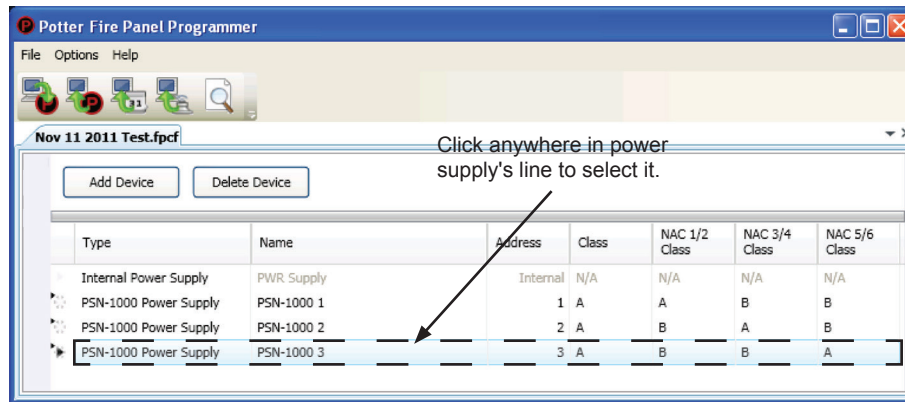 Potter Fire Panel Programmer
File Options Help
Nov 11 2011 Test.fpcf
Click anywhere in power
supply's line to select it.
Add Device Delete Device
Type Name Address Class NAC 1/2 Class NAC 3/4 Class NAC 5/6 Class
Internal Power Supply PWR Supply Internal N/A N/A N/A N/A
PSN-1000 Power Supply PSN-1000 1 1 A A B B
PSN-1000 Power Supply PSN-1000 2 2 A B A B
PSN-1000 Power Supply PSN-1000 3 3 A B B A